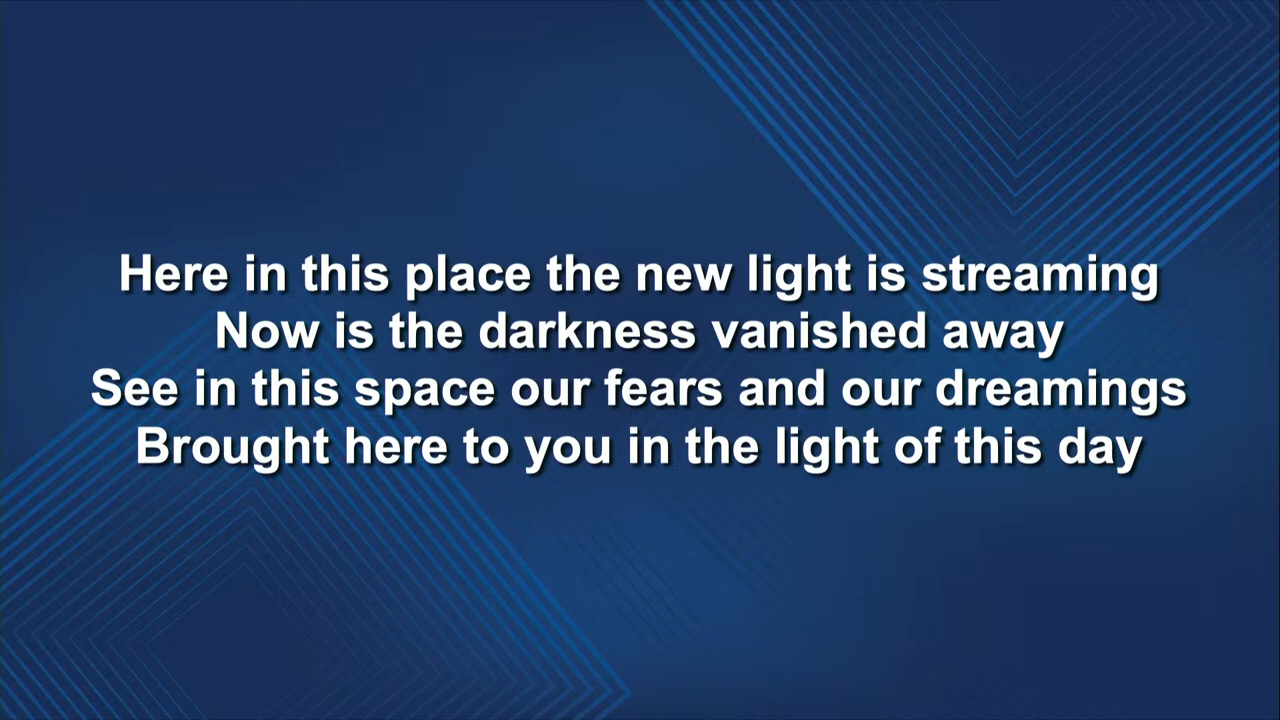 Here in this place the new light is streaming
Now is the darkness vanished away
See in this space our fears and our dreamings
Brought here to you in the light of this day